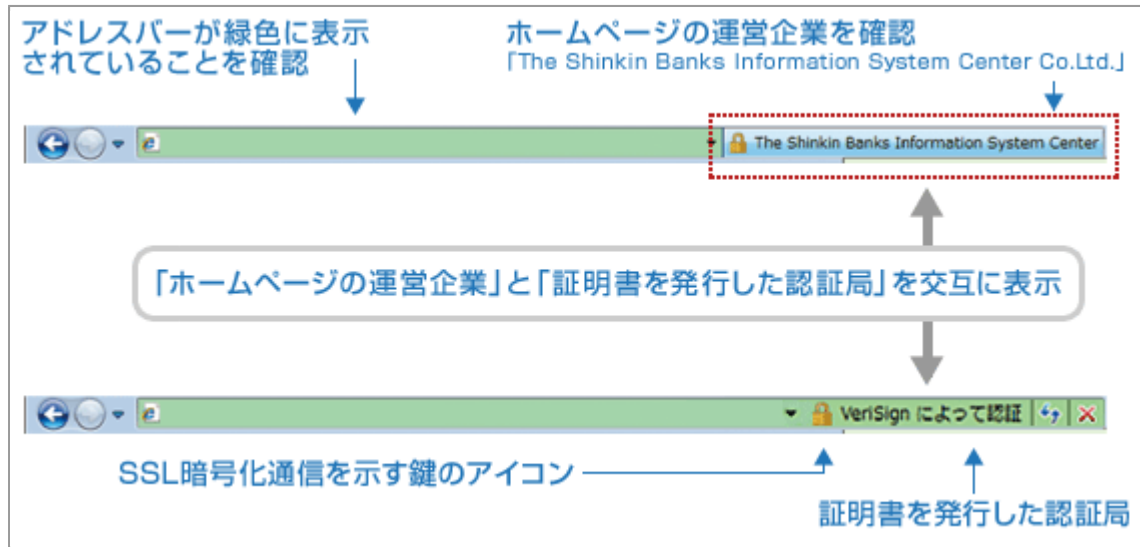 アドレスバーが緑色に表示
されていることを確認
ホームページの運営企業を確認
「The Shinkin Banks Information System Center Co.Ltd.」
The Shinkin Banks Information System Center
「ホームページの運営企業」と「証明書を発行した認証局」を交互に表示
VeriSign によって認証
SSL暗号化通信を示す鍵のアイコン
証明書を発行した認証局